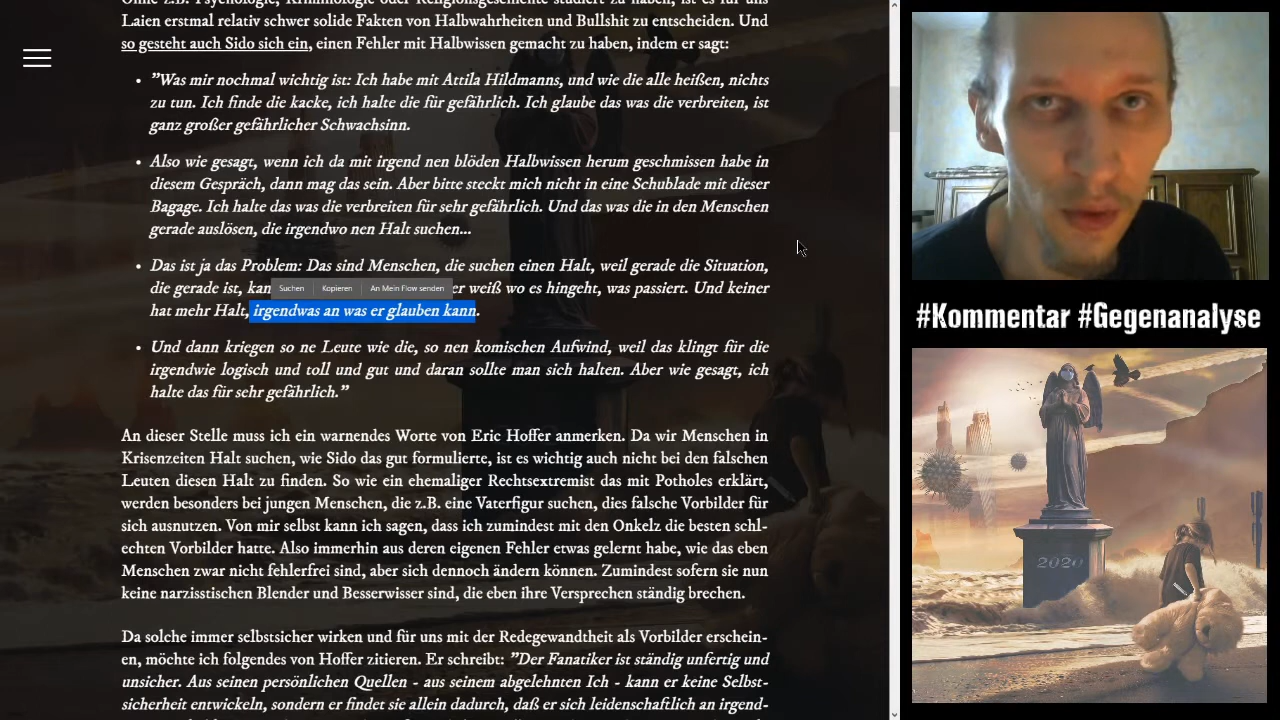 Ohne z.B. Psychologie, Kriminologie oder Religionsgeschichte studiert zu haben, ist es für uns
Laien erstmal relativ schwer solide Fakten von Halbwahrheiten und Bullshit zu entscheiden. Und
so gesteht auch Sido sich ein, einen Fehler mit Halbwissen gemacht zu haben, indem er sagt:
• "Was mir nochmal wichtig ist: Ich habe mit Attila Hildmanns, und wie die alle heißen, nichts
zu tun. Ich finde die kacke, ich halte die für gefährlich. Ich glaube das was die verbreiten, ist
ganz großer gefährlicher Schwachsinn.
• Also wie gesagt, wenn ich da mit irgend nen blöden Halbwissen herum geschmissen habe in
diesem Gespräch, dann mag das sein. Aber bitte steckt mich nicht in eine Schublade mit dieser
Bagage. Ich halte das was die verbreiten für sehr gefährlich. Und das was die in den Menschen
gerade auslösen, die irgendwo nen Halt suchen...
• Das ist ja das Problem: Das sind Menschen, die suchen einen Halt, weil gerade die Situation,
Suchen Kopieren An Mein Flow senden
die gerade ist, kan er weiß wo es hingeht, was passiert. Und keiner
hat mehr Halt, irgendwas an was er glauben kann.
• Und dann kriegen so ne Leute wie die, so nen komischen Aufwind, weil das klingt für die
irgendwie logisch und toll und gut und daran sollte man sich halten. Aber wie gesagt, ich
halte das für sehr gefährlich."
An dieser Stelle muss ich ein warnendes Worte von Eric Hoffer anmerken. Da wir Menschen in
Krisenzeiten Halt suchen, wie Sido das gut formulierte, ist es wichtig auch nicht bei den falschen
Leuten diesen Halt zu finden. So wie ein ehemaliger Rechtsextremist das mit Potholes erklärt,
werden besonders bei jungen Menschen, die z.B. eine Vaterfigur suchen, dies falsche Vorbilder für
sich ausnutzen. Von mir selbst kann ich sagen, dass ich zumindest mit den Onkelz die besten schl-
echten Vorbilder hatte. Also immerhin aus deren eigenen Fehler etwas gelernt habe, wie das eben
Menschen zwar nicht fehlerfrei sind, aber sich dennoch ändern können. Zumindest sofern sie nun
keine narzisstischen Blender und Besserwisser sind, die eben ihre Versprechen ständig brechen.
Da solche immer selbstsicher wirken und für uns mit der Redegewandtheit als Vorbilder erschein-
en, möchte ich folgendes von Hoffer zitieren. Er schreibt: "Der Fanatiker ist ständig unfertig und
unsicher. Aus seinen persönlichen Quellen - aus seinem abgelehnten Ich - kann er keine Selbst-
sicherheit entwickeln, sondern er findet sie allein dadurch, daß er sich leidenschaftlich an irgend-
#Kommentar #Gegenanalyse
2020